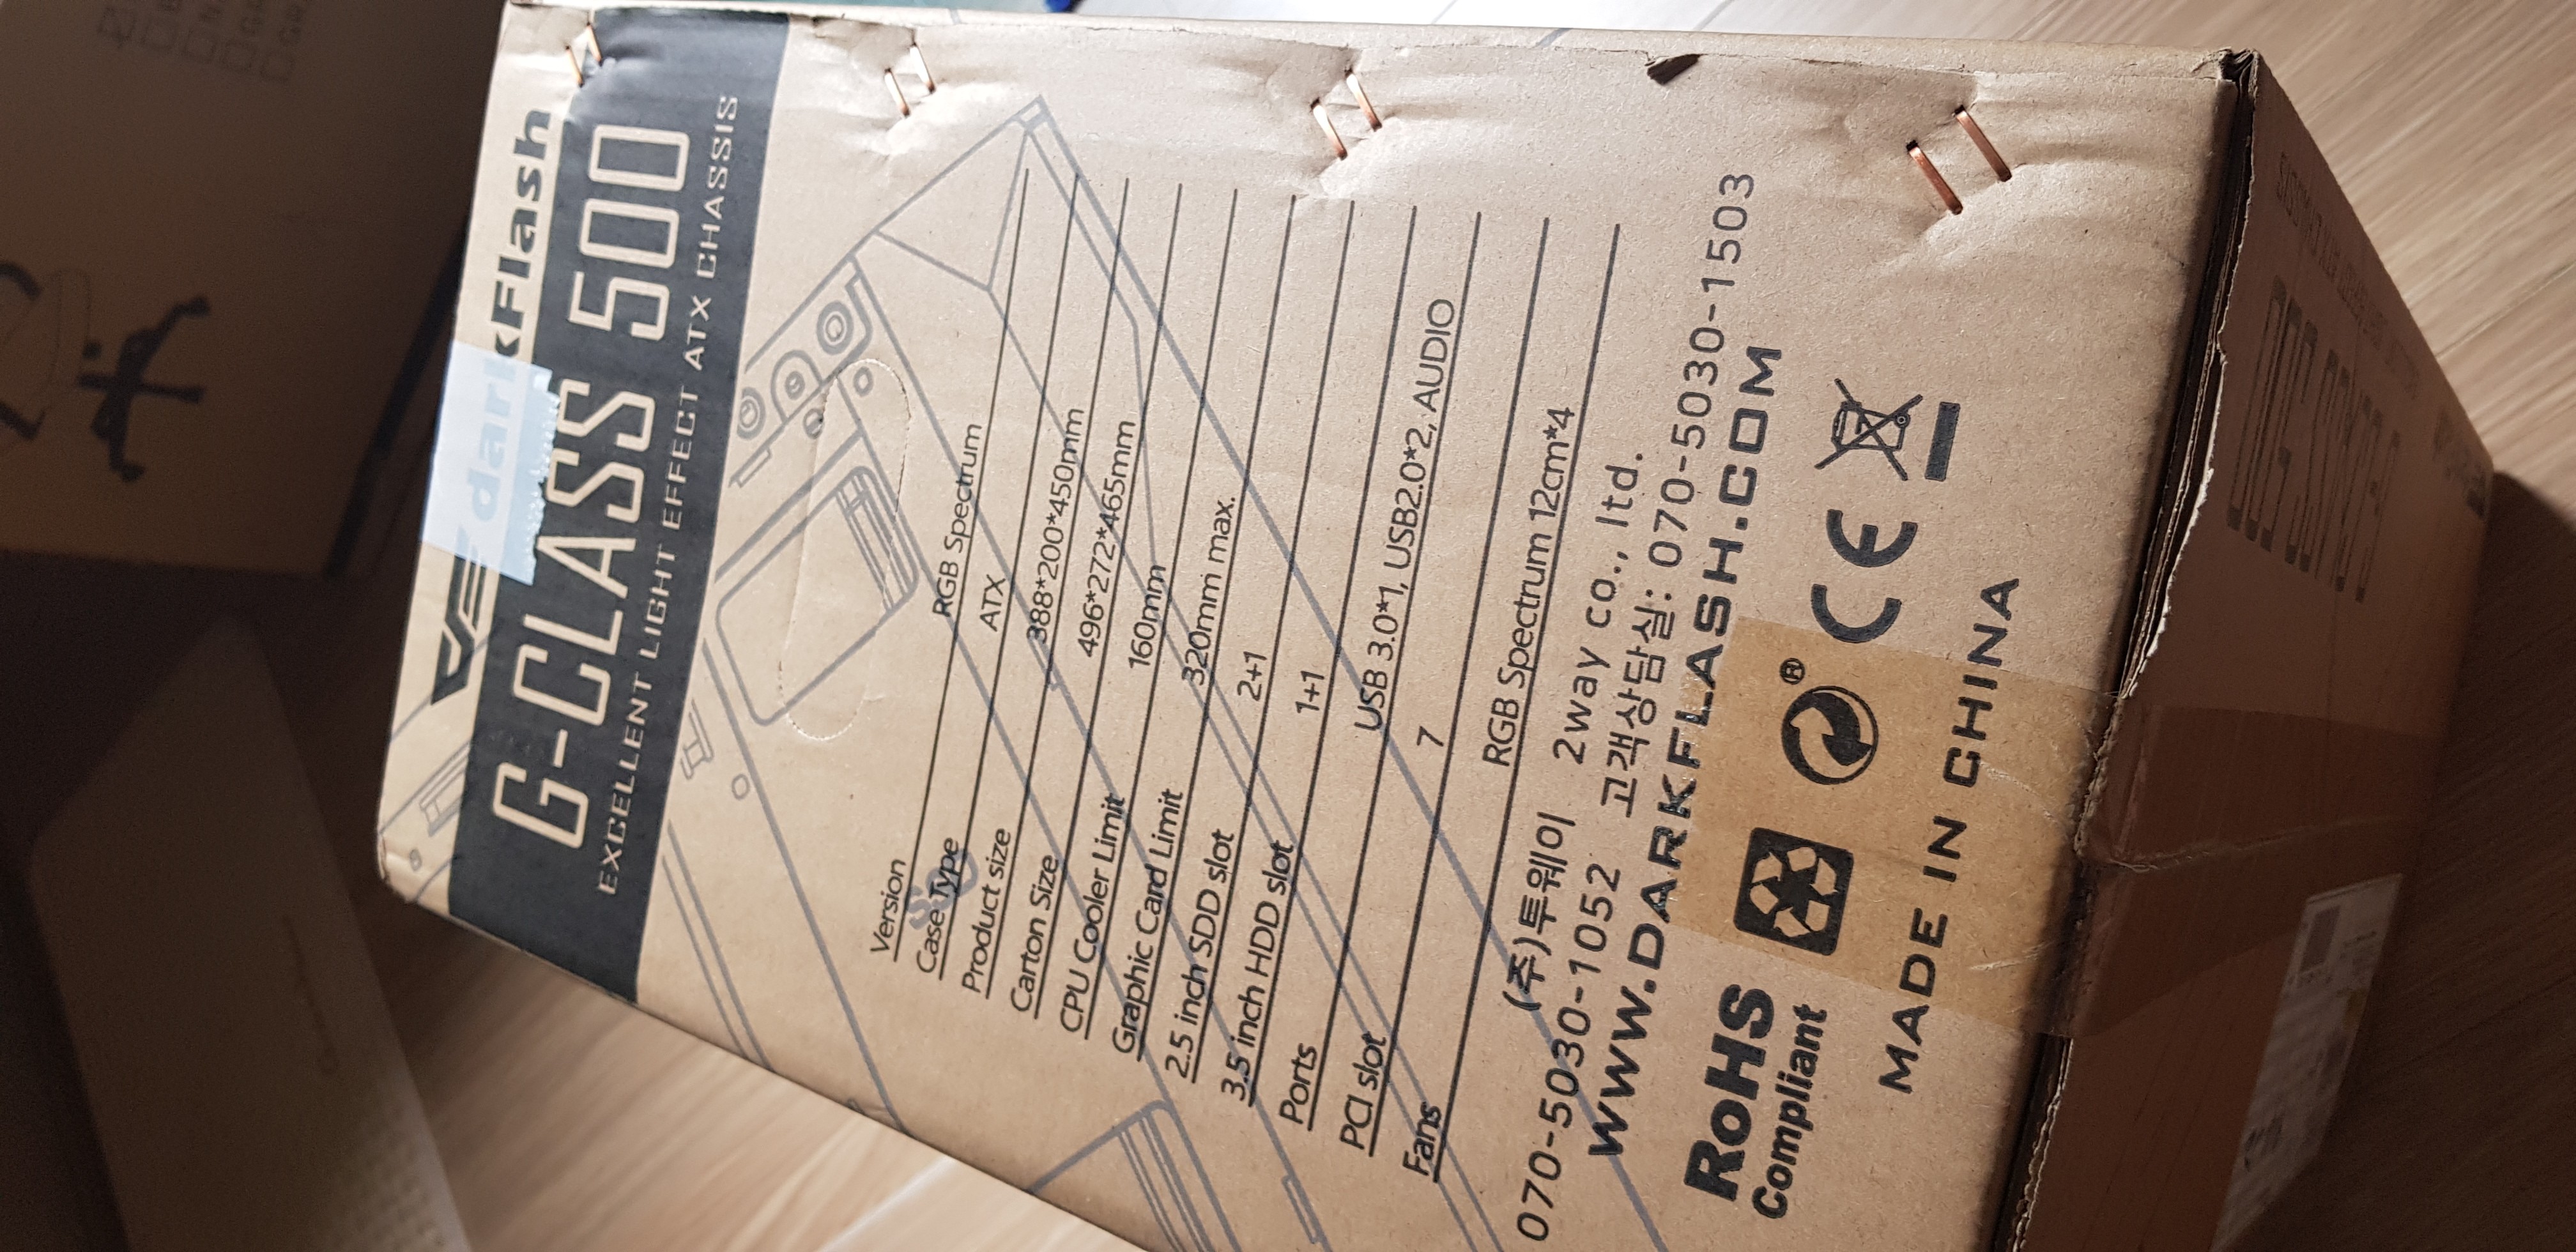 darkFlash
G-CLASS 500
EXCELLENT LIGHT EFFECT ATX CHASSIS
Version RGB Spectrum
Case Type ATX
Product size 388*200*450mm
Carton Size 496*272*465mm
CPU Cooler Limit 160mm
Graphic Card Limit 320mm max.
2.5 inch SDD slot 2+1
3.5 inch HDD slot 1+1
Ports USB 3.0*1, USB2.0*2, AUDIO
PCI slot 7
Fans RGB Spectrum 12cm*4
(주)투웨이 2way co., ltd.
070-5030-1052 고객상담실: 070-5030-1503
WWW.DARKFLASH.COM
RoHS
Compliant
®
CE
MADE IN CHINA